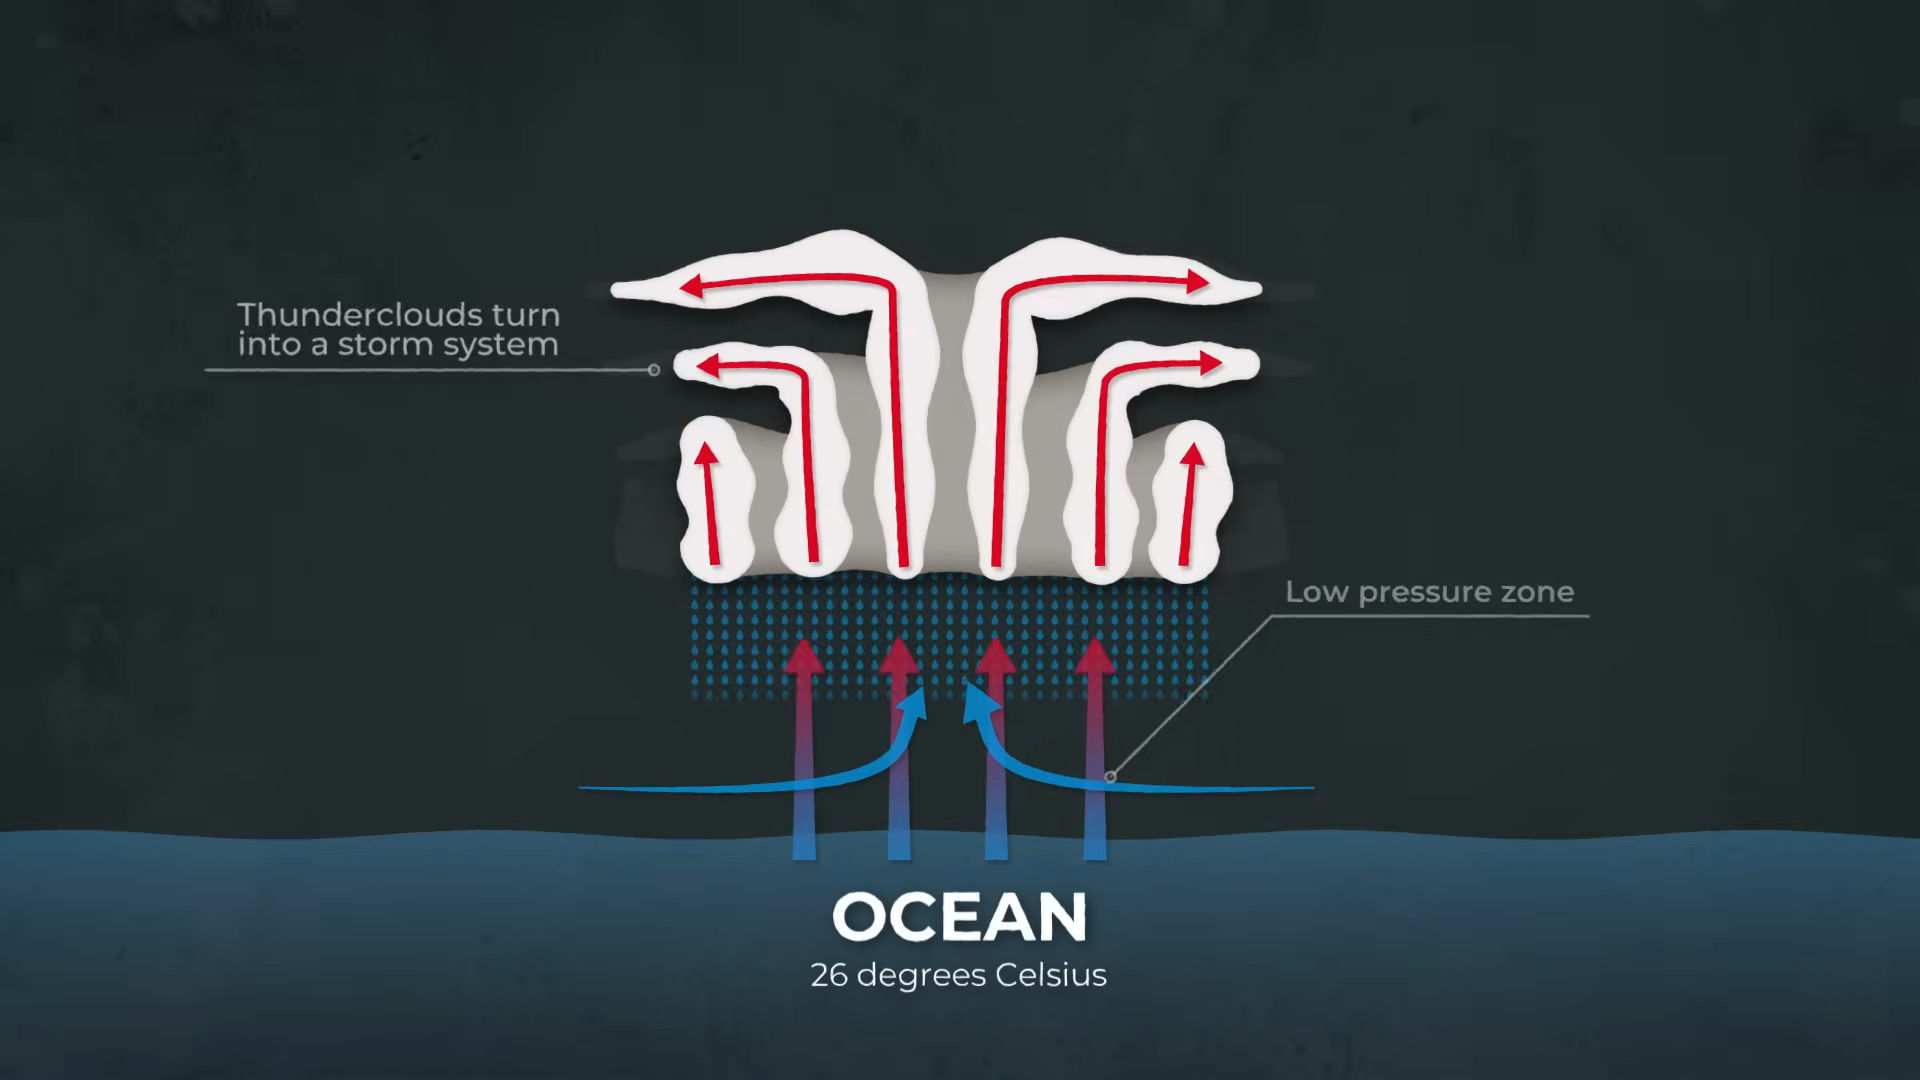 Thunderclouds turn
into a storm system
Low pressure zone
OCEAN
26 degrees Celsius